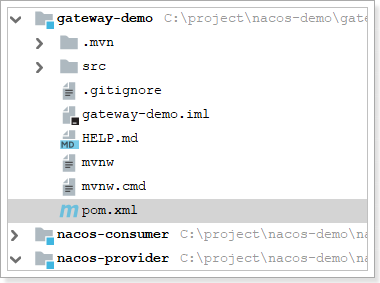 gateway-demo C:\project\nacos-demo\gate
.mvn
src
.gitignore
gateway-demo.iml
MD HELP.md
mvnw
mvnw.cmd
m pom.xml
nacos-consumer C:\project\nacos-demo\na
nacos-provider C:\project\nacos-demo\na